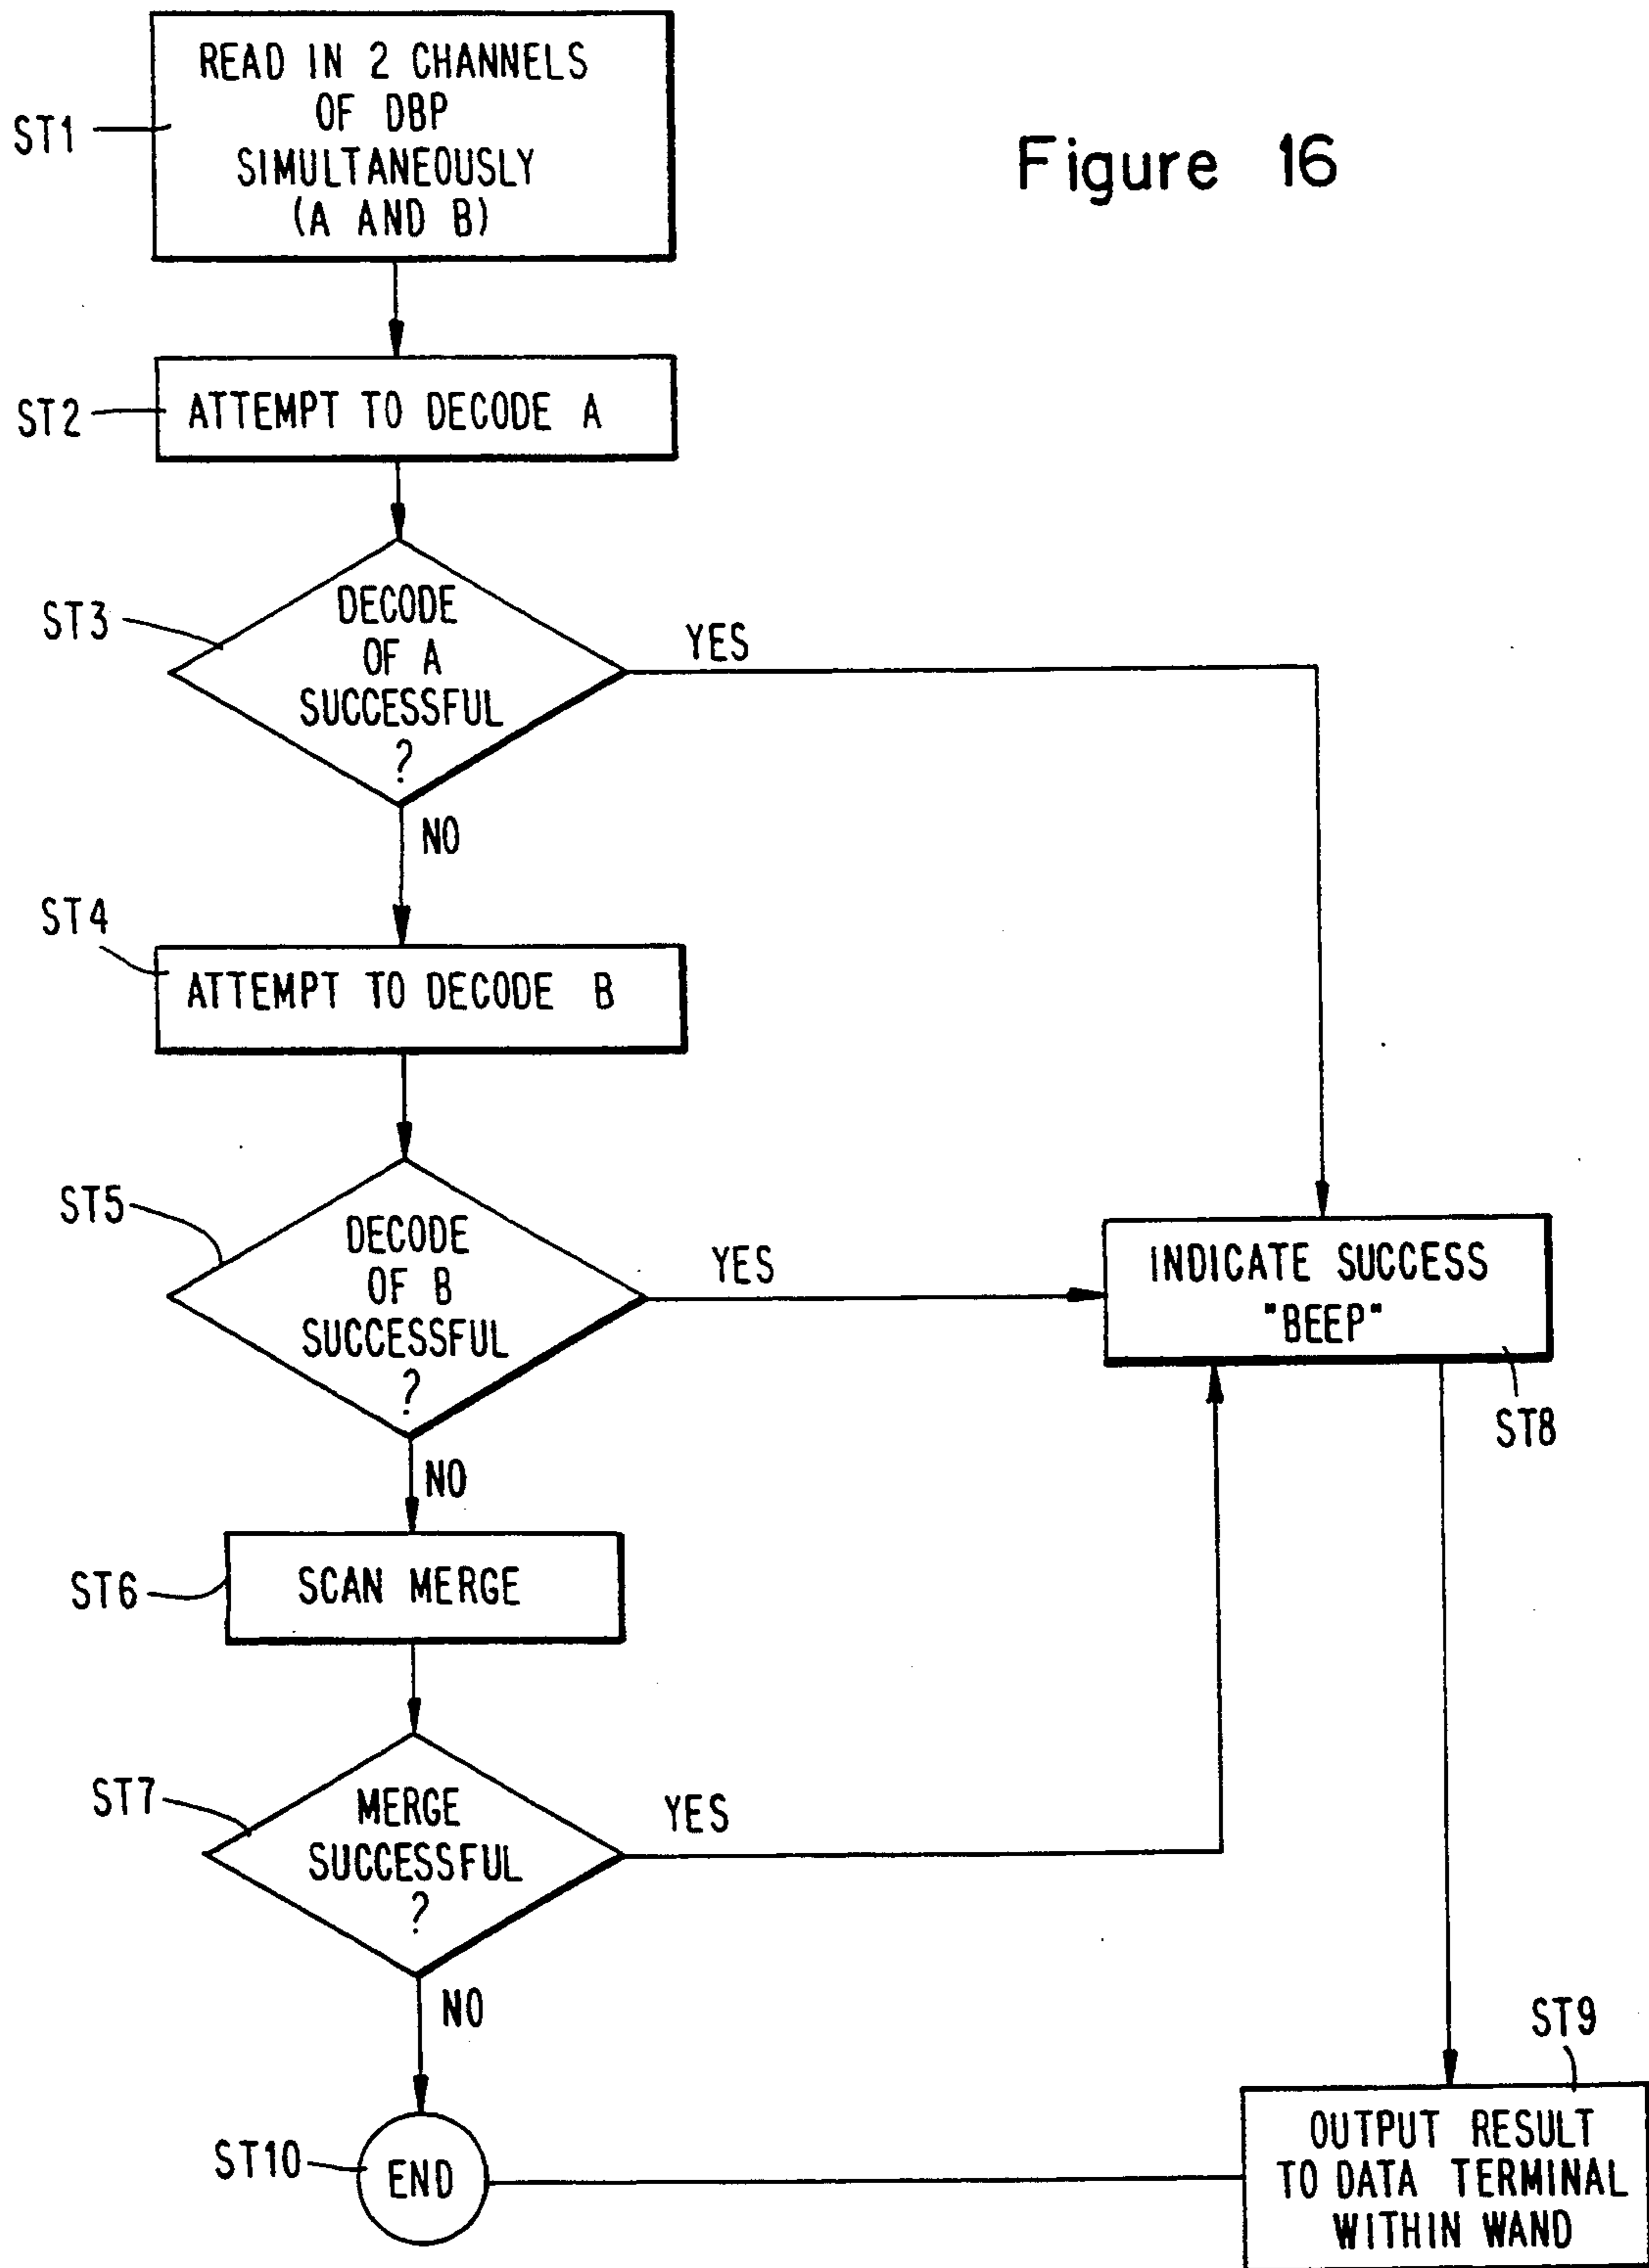 READ IN 2 CHANNELS
OF DBP
SIMULTANEOUSLY
(A AND B)
ST1
Figure 16
ST2
ATTEMPT TO DECODE A
ST3
DECODE
OF A
SUCCESSFUL
?
YES
NO
ST4
ATTEMPT TO DECODE B
ST5
DECODE
OF B
SUCCESSFUL
?
YES
INDICATE SUCCESS
"BEEP"
ST8
NO
ST6
SCAN MERGE
ST7
MERGE
SUCCESSFUL
?
YES
NO
ST9
ST10
END
OUTPUT RESULT
TO DATA TERMINAL
WITHIN WAND